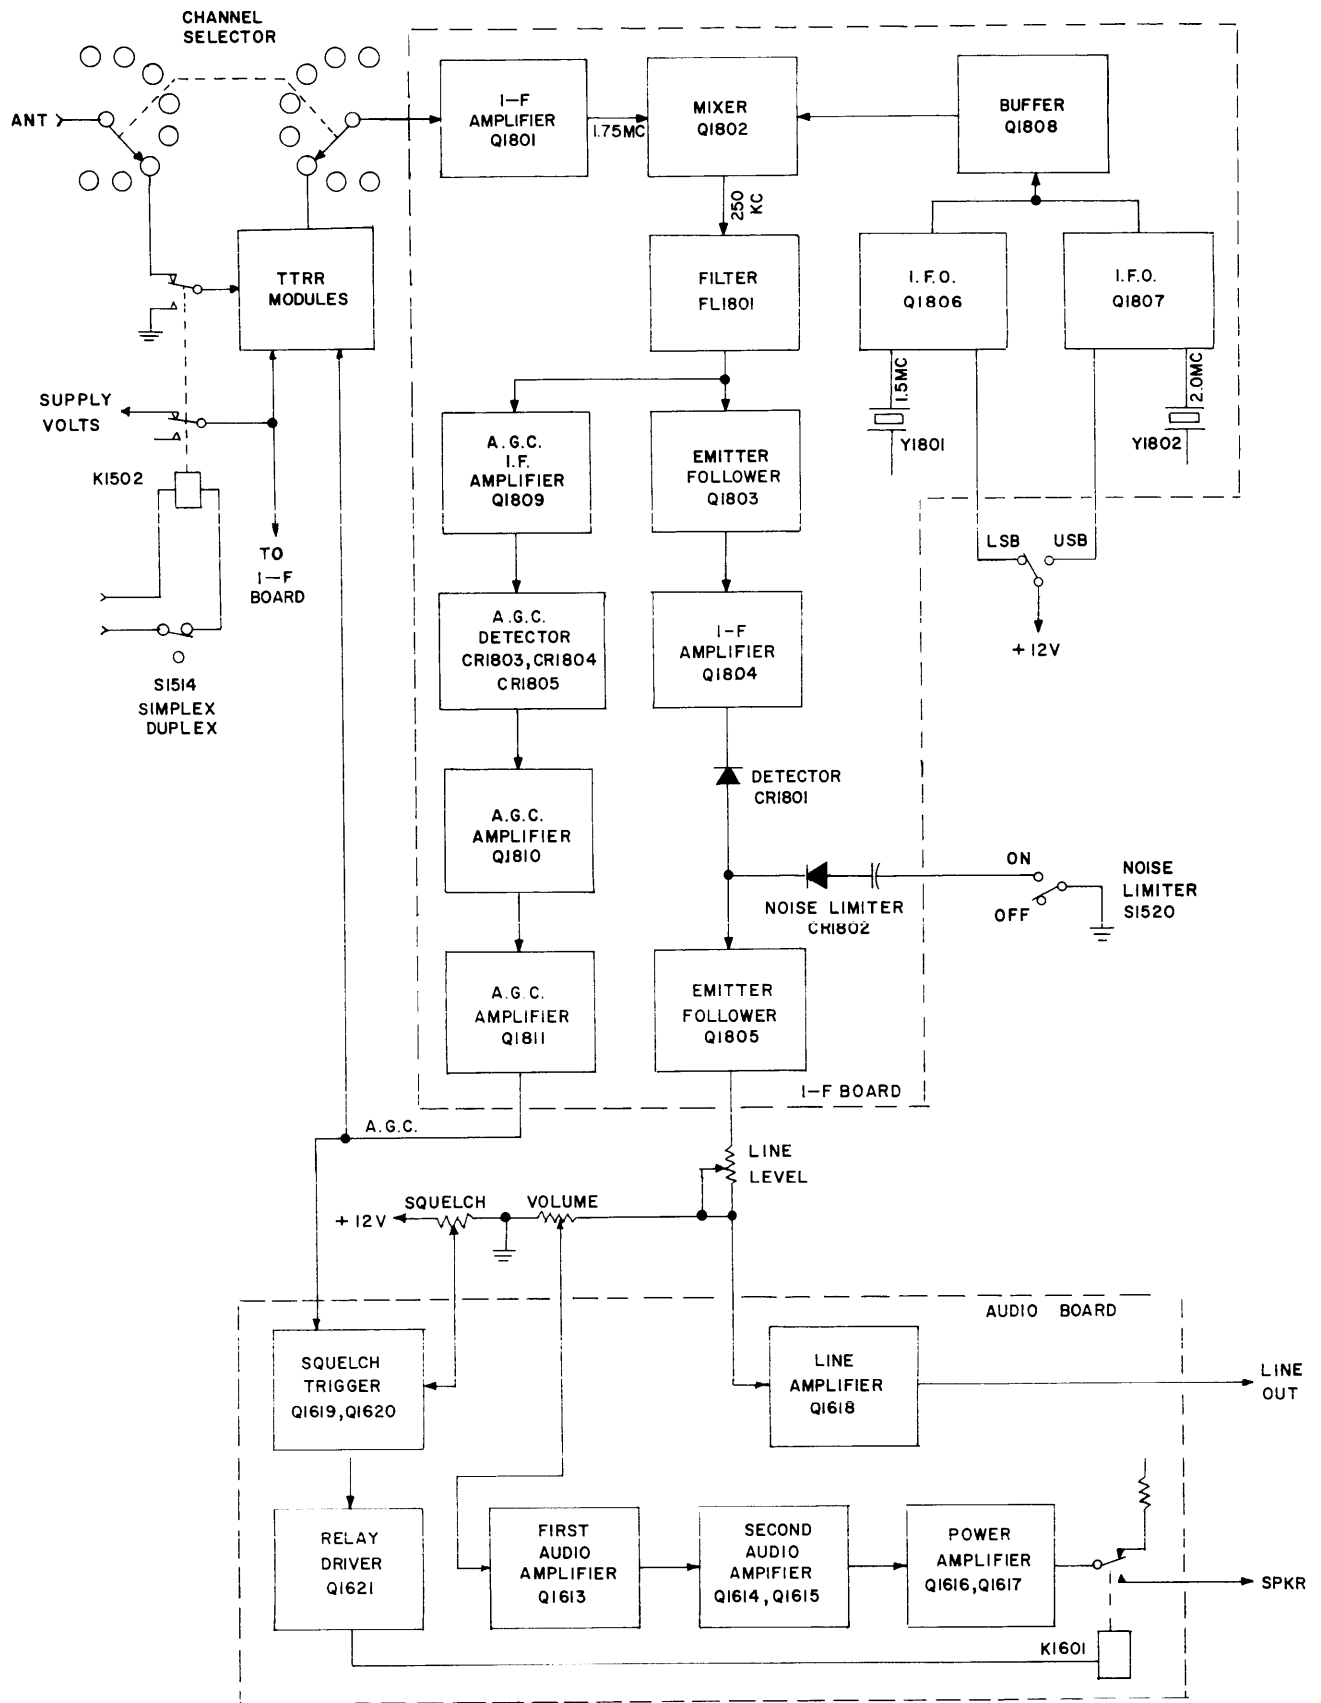 CHANNEL
SELECTOR
ANT
I-F
AMPLIFIER
Q1801
1.75MC
MIXER
Q1802
BUFFER
Q1808
250
KC
TTRR
MODULES
FILTER
FL1801
I.F.O.
Q1806
I.F.O.
Q1807
1.5MC
2.0MC
Y1801
Y1802
SUPPLY
VOLTS
K1502
A.G.C.
I.F.
AMPLIFIER
Q1809
EMITTER
FOLLOWER
Q1803
TO
I-F
BOARD
LSB
USB
+12V
A.G.C.
DETECTOR
CR1803,CR1804
CR1805
I-F
AMPLIFIER
Q1804
S1514
SIMPLEX
DUPLEX
DETECTOR
CR1801
A.G.C.
AMPLIFIER
Q1810
NOISE LIMITER
CR1802
ON
OFF
NOISE
LIMITER
S1520
A.G.C.
AMPLIFIER
Q1811
EMITTER
FOLLOWER
Q1805
I-F BOARD
A.G.C.
LINE
LEVEL
SQUELCH
VOLUME
+12V
AUDIO BOARD
SQUELCH
TRIGGER
Q1619,Q1620
LINE
AMPLIFIER
Q1618
LINE
OUT
RELAY
DRIVER
Q1621
FIRST
AUDIO
AMPLIFIER
Q1613
SECOND
AUDIO
AMPIFIER
Q1614,Q1615
POWER
AMPLIFIER
Q1616,Q1617
SPKR
K1601